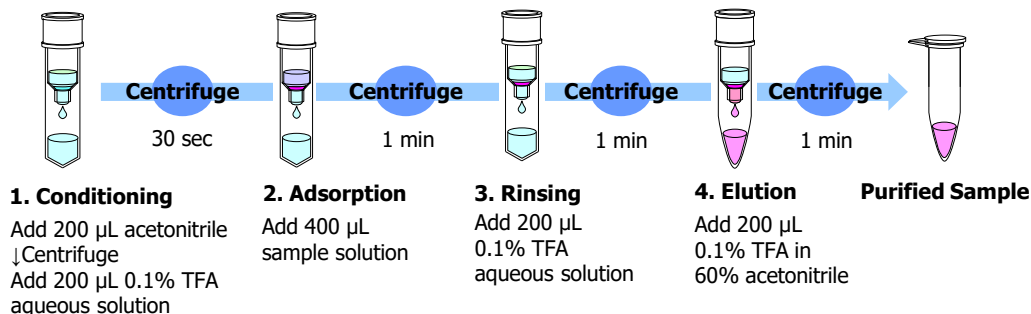 Centrifuge Centrifuge Centrifuge Centrifuge
30 sec 1 min 1 min 1 min
1. Conditioning
Add 200 µL acetonitrile
↓Centrifuge
Add 200 µL 0.1% TFA
aqueous solution
2. Adsorption
Add 400 µL
sample solution
3. Rinsing
Add 200 µL
0.1% TFA
aqueous solution
4. Elution
Add 200 µL
0.1% TFA in
60% acetonitrile
Purified Sample